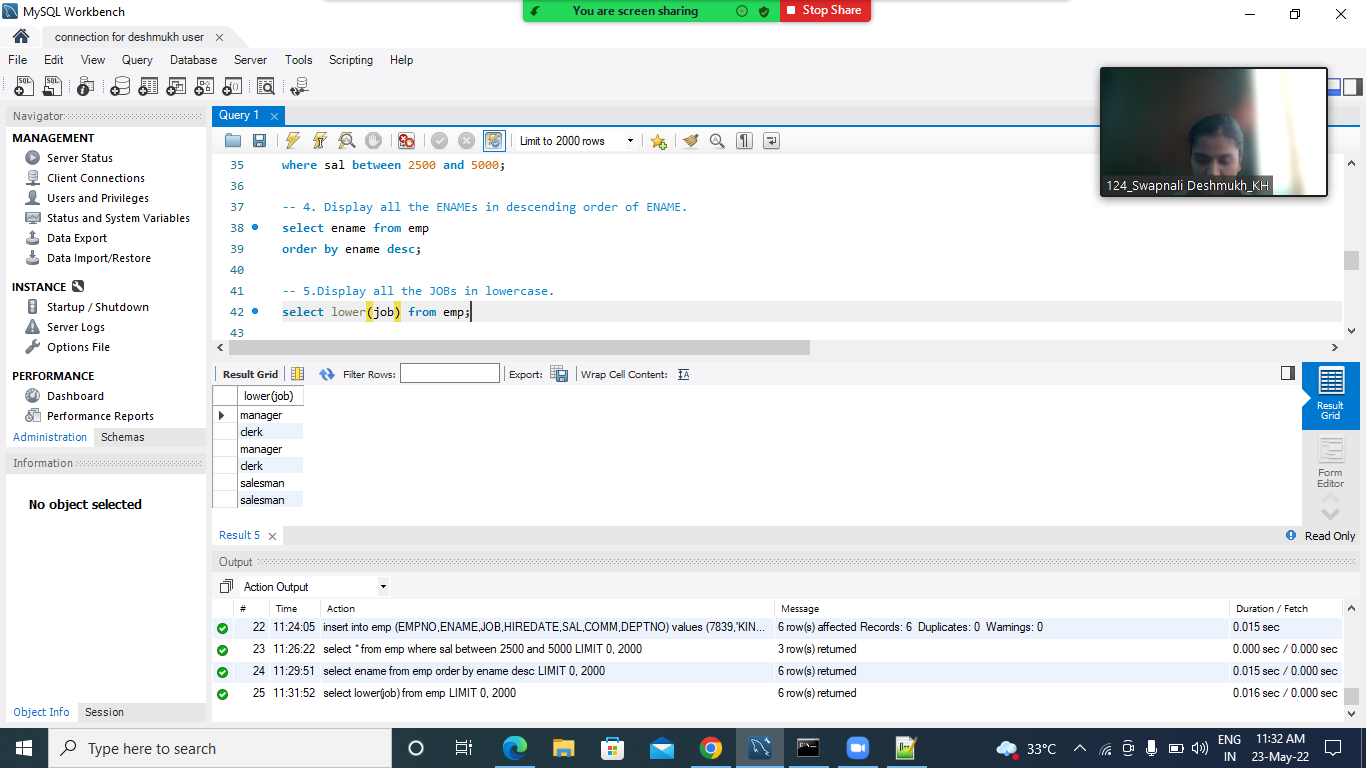 MySQL Workbench
You are screen sharing
Stop Share
connection for deshmukh user
File Edit View Query Database Server Tools Scripting Help
Navigator
MANAGEMENT
Server Status
Client Connections
Users and Privileges
Status and System Variables
Data Export
Data Import/Restore
INSTANCE
Startup / Shutdown
Server Logs
Options File
PERFORMANCE
Dashboard
Performance Reports
Administration Schemas
Information
No object selected
Object Info Session
Query 1
Limit to 2000 rows
124_Swapnali Deshmukh_KH
35 where sal between 2500 and 5000;
36
37 -- 4. Display all the ENAMEs in descending order of ENAME.
38 select ename from emp
39 order by ename desc;
40
41 -- 5.Display all the JOBs in lowercase.
42 select lower(job) from emp;
43
Result Grid Filter Rows: Export: Wrap Cell Content:
lower(job)
manager
clerk
manager
clerk
salesman
salesman
Result Grid
Form Editor
Result 5
Read Only
Output
Action Output
# Time Action Message Duration / Fetch
22 11:24:05 insert into emp (EMPNO,ENAME,JOB,HIREDATE,SAL,COMM,DEPTNO) values (7839,'KIN... 6 row(s) affected Records: 6 Duplicates: 0 Warnings: 0 0.015 sec
23 11:26:22 select * from emp where sal between 2500 and 5000 LIMIT 0, 2000 3 row(s) returned 0.000 sec / 0.000 sec
24 11:29:51 select ename from emp order by ename desc LIMIT 0, 2000 6 row(s) returned 0.015 sec / 0.000 sec
25 11:31:52 select lower(job) from emp LIMIT 0, 2000 6 row(s) returned 0.016 sec / 0.000 sec
Type here to search
33°C
ENG
IN
11:32 AM
23-May-22